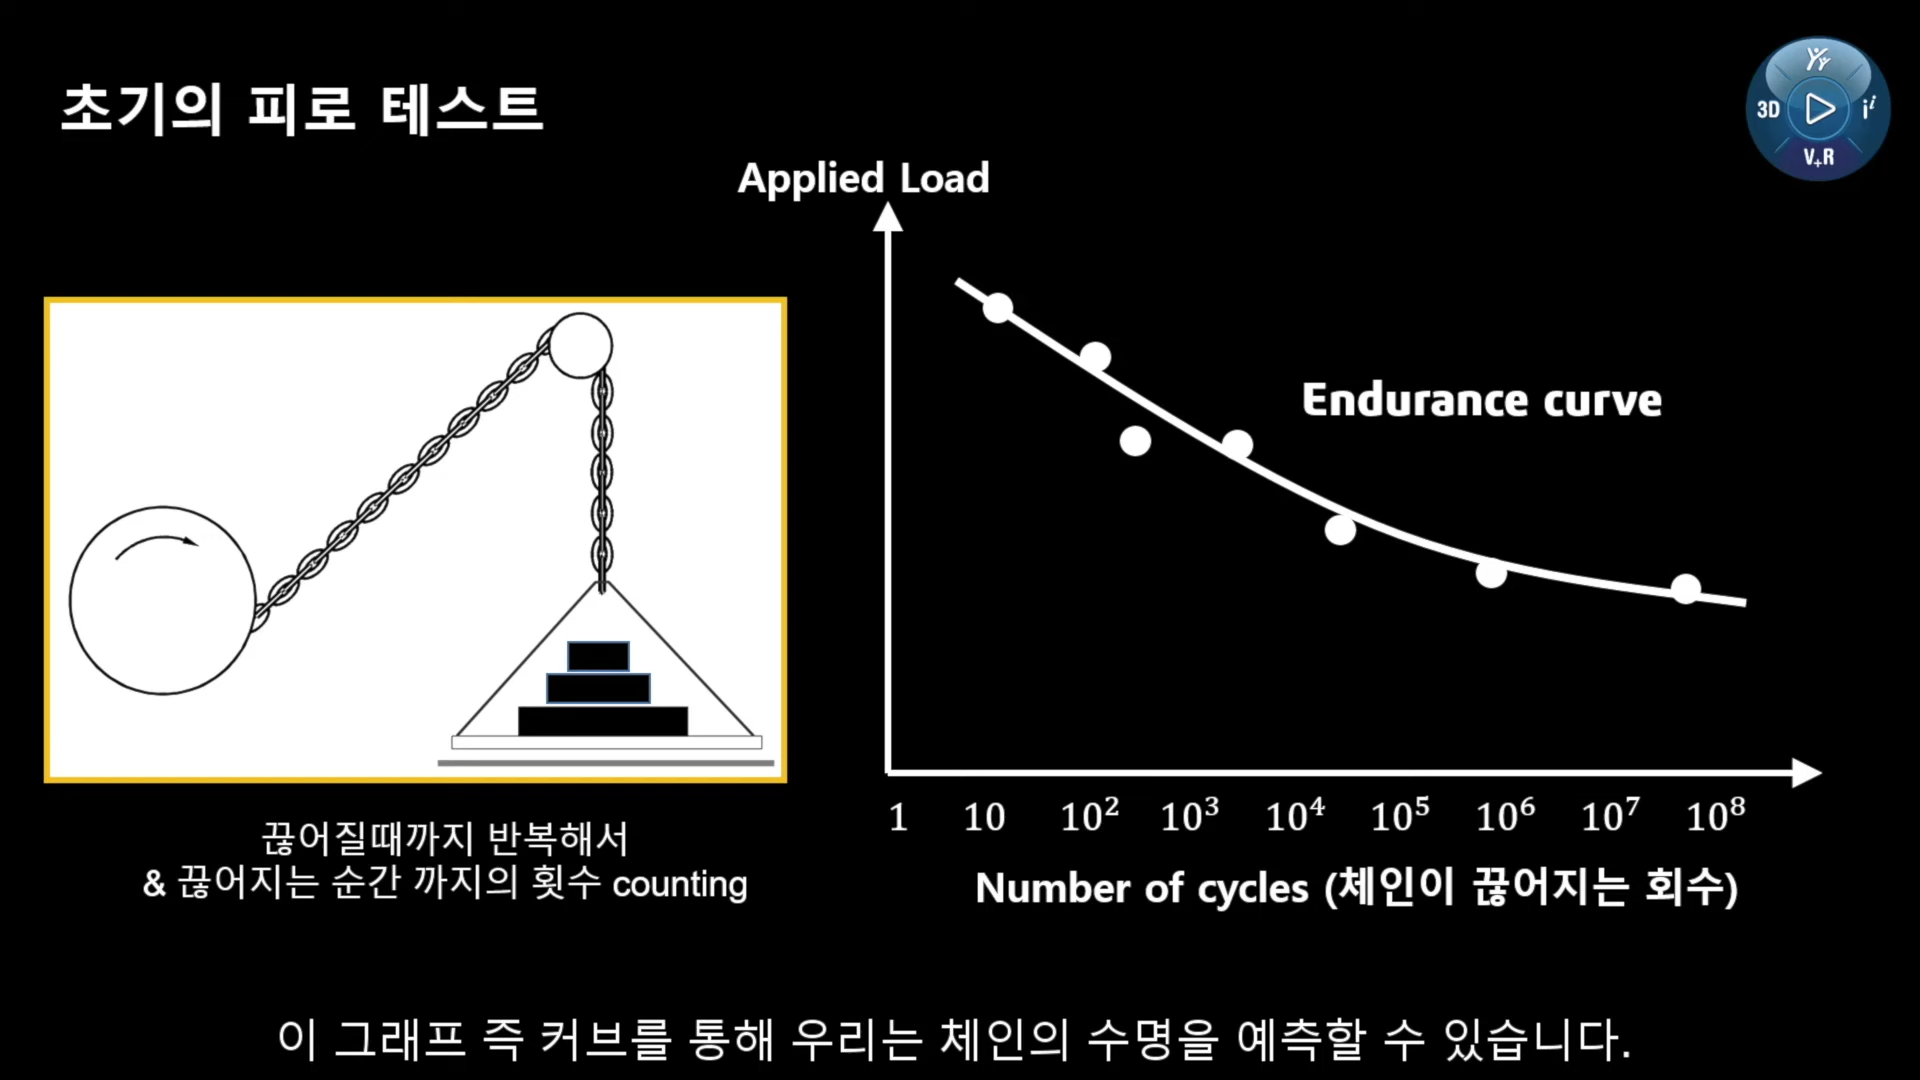 초기의 피로 테스트
3D
V+R
Applied Load
Endurance curve
1 10 10² 10³ 10⁴ 10⁵ 10⁶ 10⁷ 10⁸
Number of cycles (체인이 끊어지는 회수)
끊어질때까지 반복해서
& 끊어지는 순간 까지의 횟수 counting
이 그래프 즉 커브를 통해 우리는 체인의 수명을 예측할 수 있습니다.